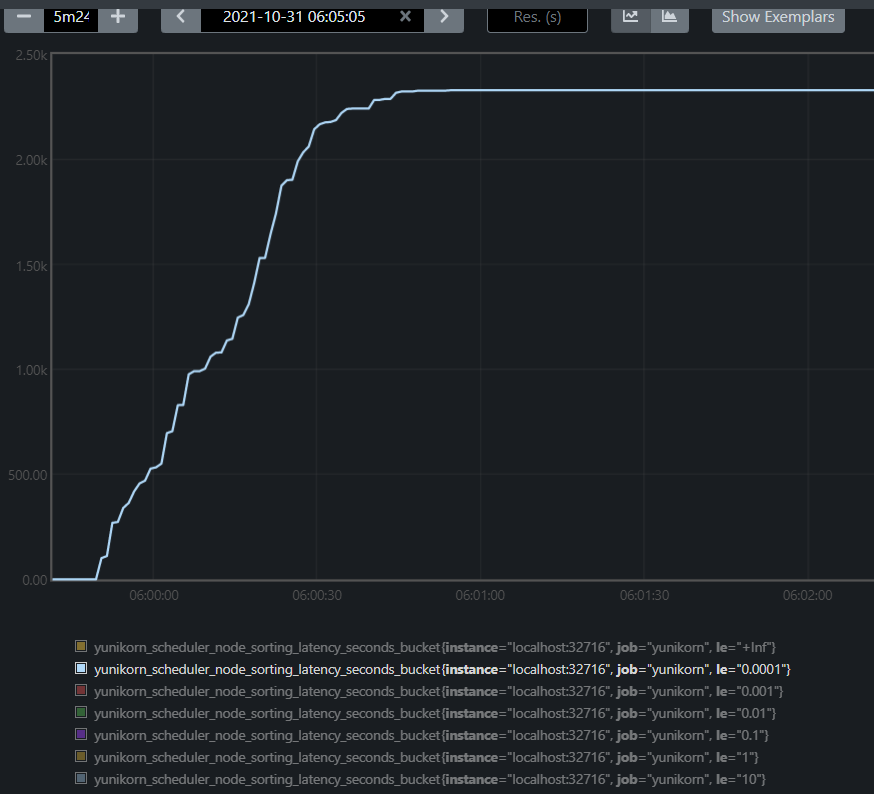 5m24
2021-10-31 06:05:05
Res. (s)
Show Exemplars
2.50k
2.00k
1.50k
1.00k
500.00
0.00
06:00:00 06:00:30 06:01:00 06:01:30 06:02:00
yunikorn_scheduler_node_sorting_latency_seconds_bucket{instance="localhost:32716", job="yunikorn", le="+Inf"}
yunikorn_scheduler_node_sorting_latency_seconds_bucket{instance="localhost:32716", job="yunikorn", le="0.0001"}
yunikorn_scheduler_node_sorting_latency_seconds_bucket{instance="localhost:32716", job="yunikorn", le="0.001"}
yunikorn_scheduler_node_sorting_latency_seconds_bucket{instance="localhost:32716", job="yunikorn", le="0.01"}
yunikorn_scheduler_node_sorting_latency_seconds_bucket{instance="localhost:32716", job="yunikorn", le="0.1"}
yunikorn_scheduler_node_sorting_latency_seconds_bucket{instance="localhost:32716", job="yunikorn", le="1"}
yunikorn_scheduler_node_sorting_latency_seconds_bucket{instance="localhost:32716", job="yunikorn", le="10"}